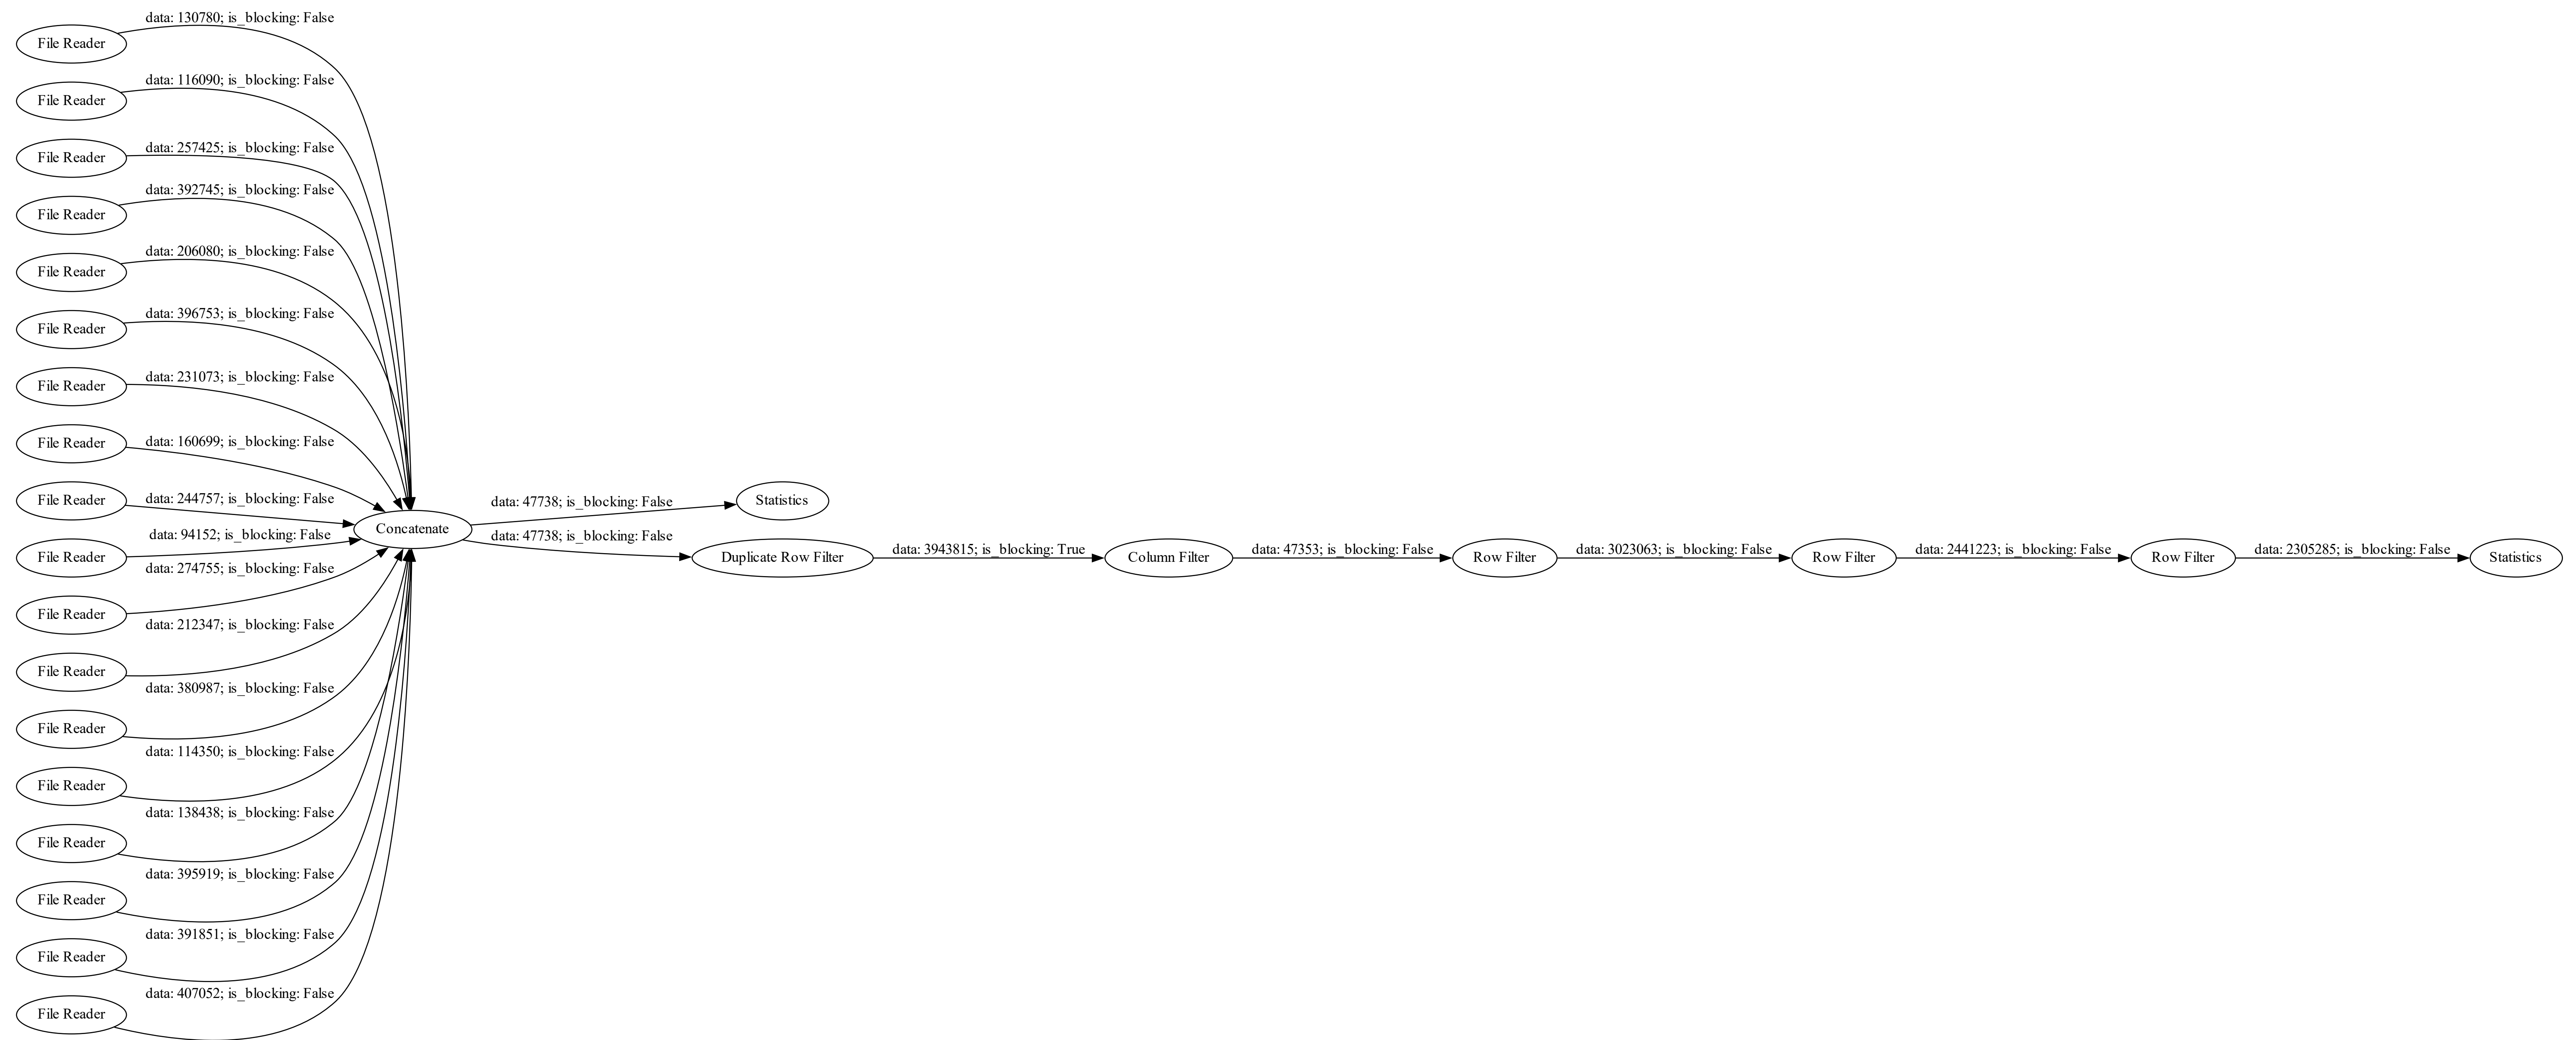 data: 130780; is_blocking: False
File Reader
data: 116090; is_blocking: False
File Reader
data: 257425; is_blocking: False
File Reader
data: 392745; is_blocking: False
File Reader
data: 206080; is_blocking: False
File Reader
data: 396753; is_blocking: False
File Reader
data: 231073; is_blocking: False
File Reader
data: 160699; is_blocking: False
File Reader
data: 244757; is_blocking: False
File Reader
data: 94152; is_blocking: False
File Reader
data: 274755; is_blocking: False
File Reader
data: 212347; is_blocking: False
File Reader
data: 380987; is_blocking: False
File Reader
data: 114350; is_blocking: False
File Reader
data: 138438; is_blocking: False
File Reader
data: 395919; is_blocking: False
File Reader
data: 391851; is_blocking: False
File Reader
data: 407052; is_blocking: False
File Reader
Concatenate
data: 47738; is_blocking: False
Statistics
data: 47738; is_blocking: False
Duplicate Row Filter
data: 3943815; is_blocking: True
Column Filter
data: 47353; is_blocking: False
Row Filter
data: 3023063; is_blocking: False
Row Filter
data: 2441223; is_blocking: False
Row Filter
data: 2305285; is_blocking: False
Statistics